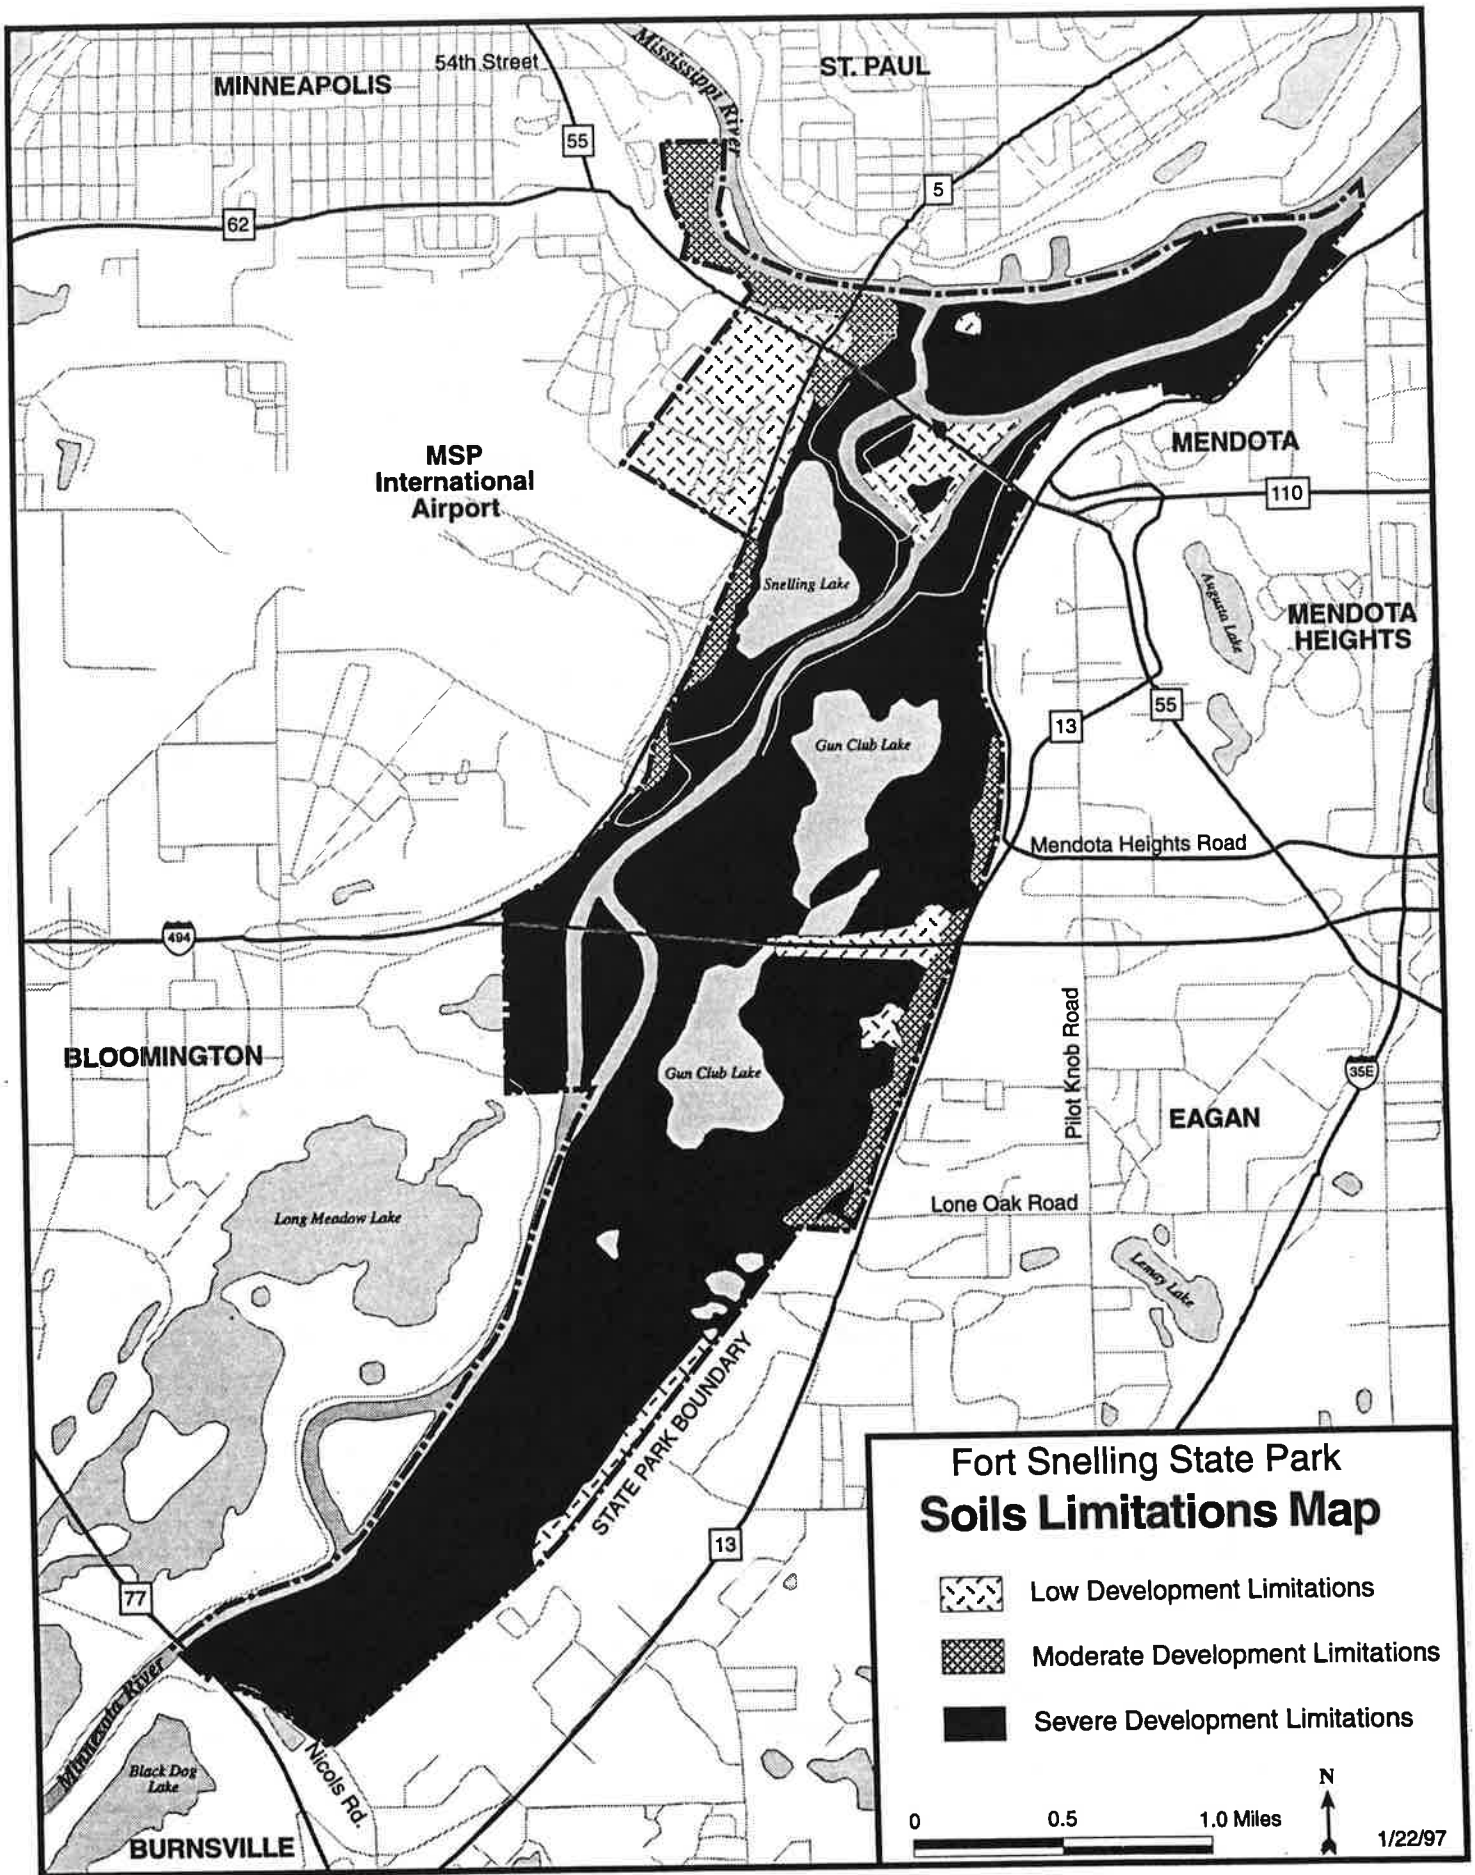 MINNEAPOLIS
54th Street
Mississippi River
ST. PAUL
55
5
62
MSP
International
Airport
MENDOTA
110
Snelling Lake
Augusta Lake
MENDOTA
HEIGHTS
Gun Club Lake
13
55
Mendota Heights Road
494
BLOOMINGTON
Gun Club Lake
Pilot Knob Road
35E
EAGAN
Long Meadow Lake
Lone Oak Road
Lemay Lake
STATE PARK BOUNDARY
13
77
Minnesota River
Nicols Rd.
Black Dog
Lake
BURNSVILLE
Fort Snelling State Park
Soils Limitations Map
Low Development Limitations
Moderate Development Limitations
Severe Development Limitations
N
0 0.5 1.0 Miles
1/22/97